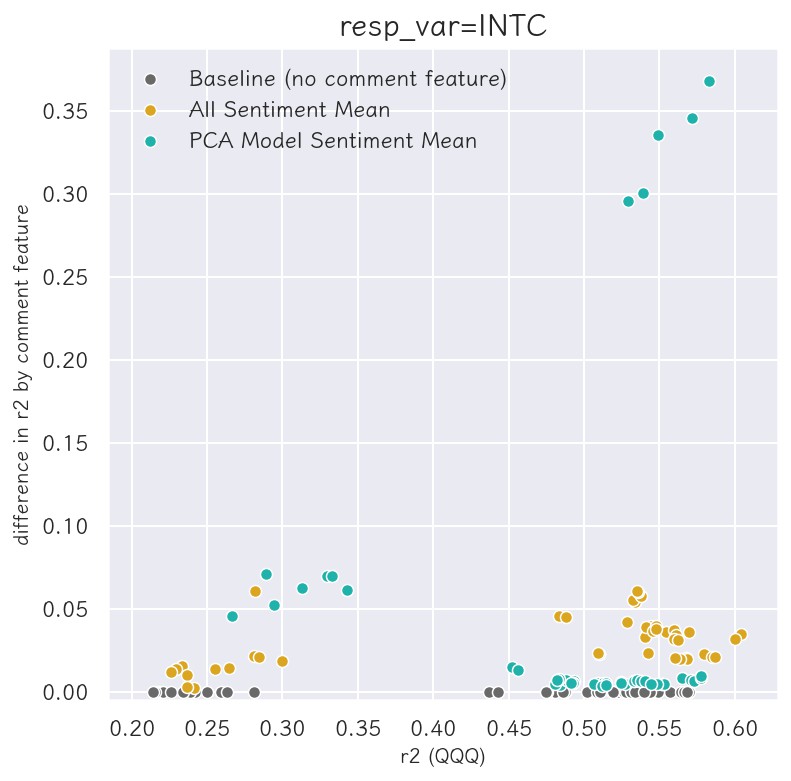 resp_var=INTC
Baseline (no comment feature)
All Sentiment Mean
PCA Model Sentiment Mean
difference in r2 by comment feature
0.35
0.30
0.25
0.20
0.15
0.10
0.05
0.00
0.20 0.25 0.30 0.35 0.40 0.45 0.50 0.55 0.60
r2 (QQQ)